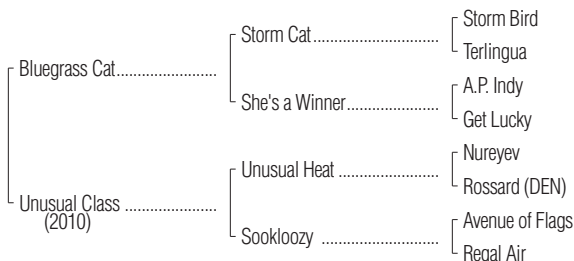 Storm Bird
Storm Cat........................................
Terlingua
Bluegrass Cat........................
A.P. Indy
She's a Winner..............................
Get Lucky
Nureyev
Unusual Heat ................................
Rossard (DEN)
Unusual Class ......................
(2010)
Avenue of Flags
Sookloozy .....................................
Regal Air